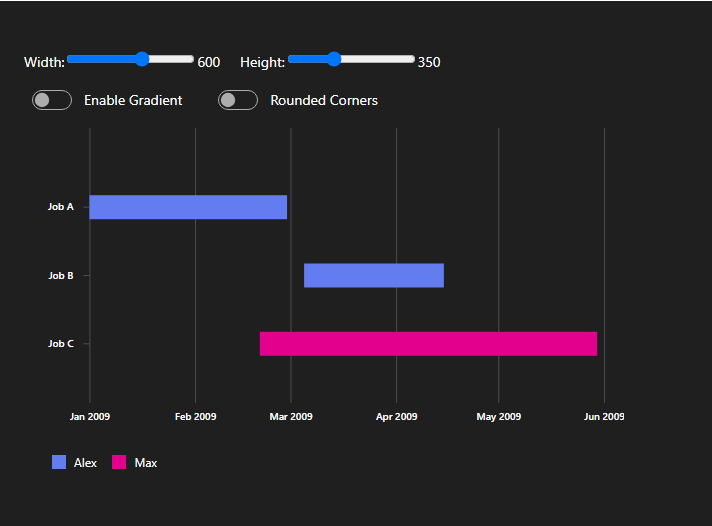 Width: 600 Height: 350
Enable Gradient Rounded Corners
Job A
Job B
Job C
Jan 2009 Feb 2009 Mar 2009 Apr 2009 May 2009 Jun 2009
Alex Max